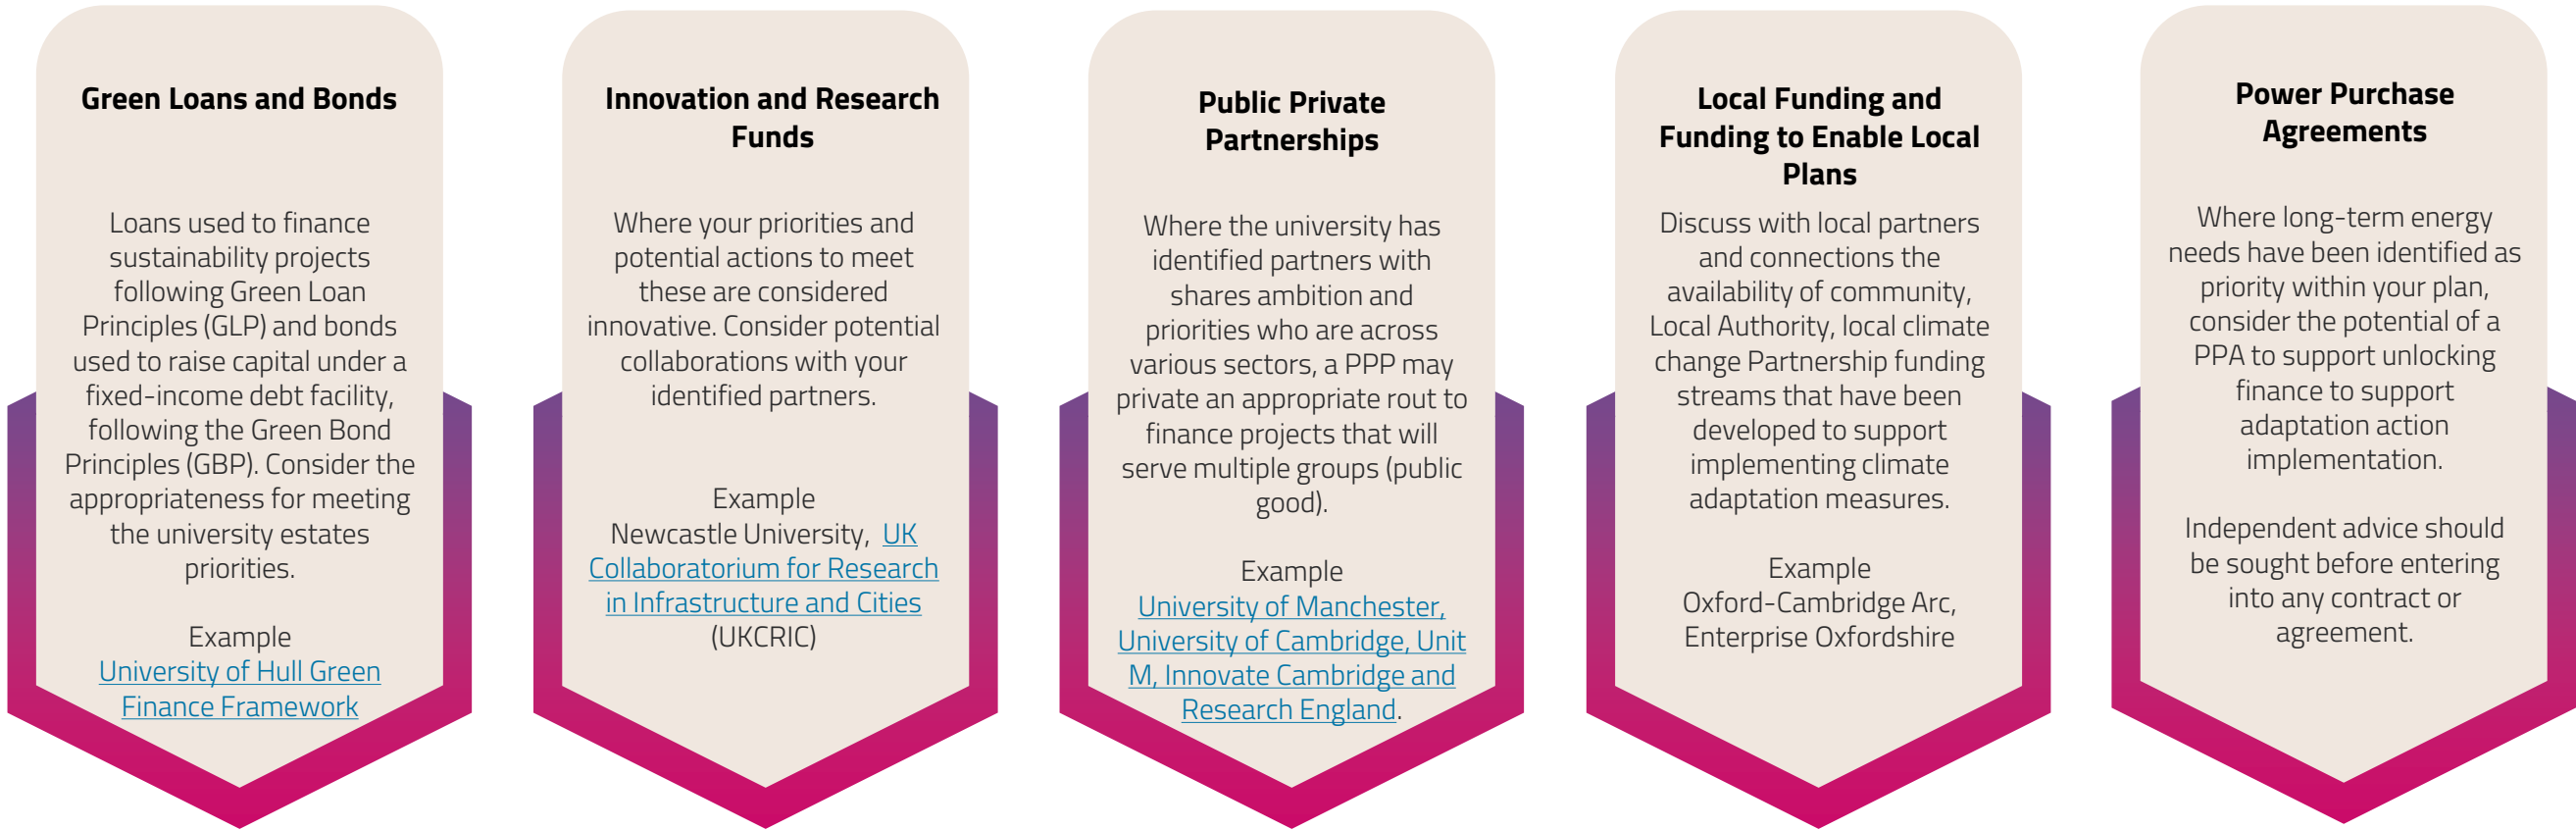 Green Loans and Bonds
Loans used to finance
sustainability projects
following Green Loan
Principles (GLP) and bonds
used to raise capital under a
fixed-income debt facility,
following the Green Bond
Principles (GBP). Consider the
appropriateness for meeting
the university estates
priorities.
Example
University of Hull Green
Finance Framework
Innovation and Research
Funds
Where your priorities and
potential actions to meet
these are considered
innovative. Consider potential
collaborations with your
identified partners.
Example
Newcastle University, UK
Collaboratorium for Research
in Infrastructure and Cities
(UKCRIC)
Public Private
Partnerships
Where the university has
identified partners with
shares ambition and
priorities who are across
various sectors, a PPP may
private an appropriate rout to
finance projects that will
serve multiple groups (public
good).
Example
University of Manchester,
University of Cambridge, Unit
M, Innovate Cambridge and
Research England.
Local Funding and
Funding to Enable Local
Plans
Discuss with local partners
and connections the
availability of community,
Local Authority, local climate
change Partnership funding
streams that have been
developed to support
implementing climate
adaptation measures.
Example
Oxford-Cambridge Arc,
Enterprise Oxfordshire
Power Purchase
Agreements
Where long-term energy
needs have been identified as
priority within your plan,
consider the potential of a
PPA to support unlocking
finance to support
adaptation action
implementation.
Independent advice should
be sought before entering
into any contract or
agreement.